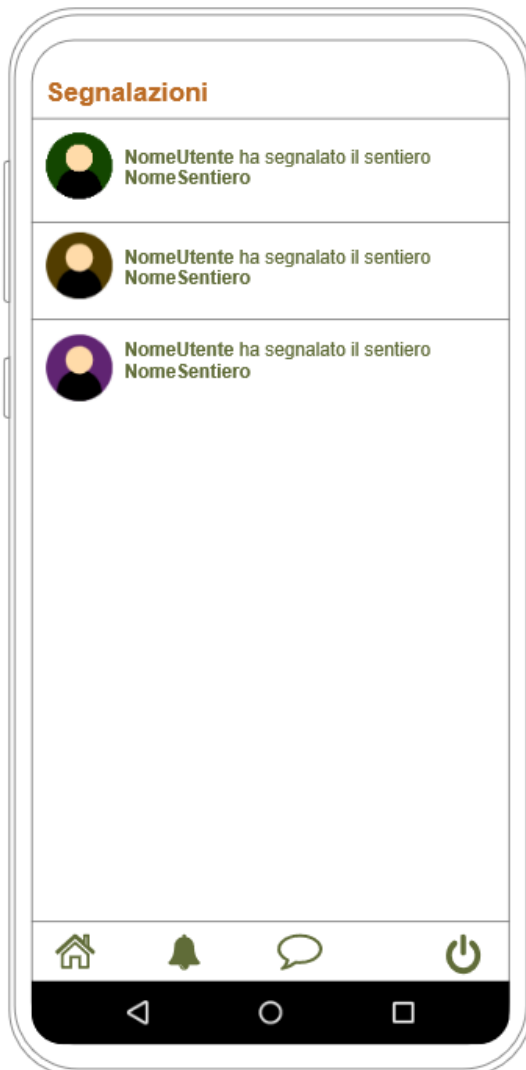 Segnalazioni
NomeUtente ha segnalato il sentiero
NomeSentiero
NomeUtente ha segnalato il sentiero
NomeSentiero
NomeUtente ha segnalato il sentiero
NomeSentiero